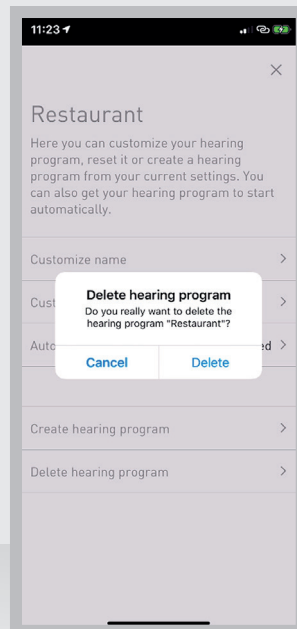 11:23
Restaurant
Here you can customize your hearing
program, reset it or create a hearing
program from your current settings. You
can also get your hearing program to start
automatically.
Customize name
Cust
Auto
ed
Delete hearing program
Do you really want to delete the
hearing program "Restaurant"?
Cancel
Delete
Create hearing program
Delete hearing program